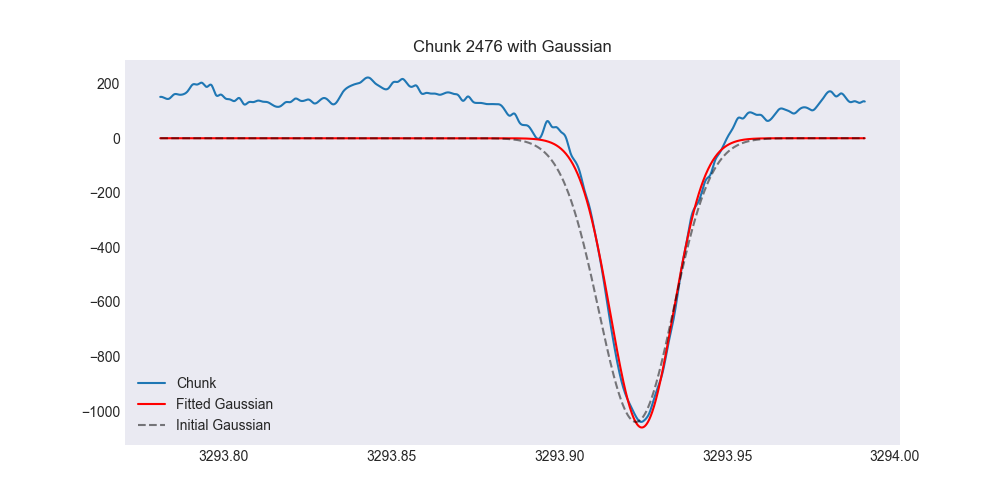 Chunk 2476 with Gaussian
200
0
−200
−400
−600
−800
−1000
Chunk
Fitted Gaussian
Initial Gaussian
3293.80 3293.85 3293.90 3293.95 3294.00